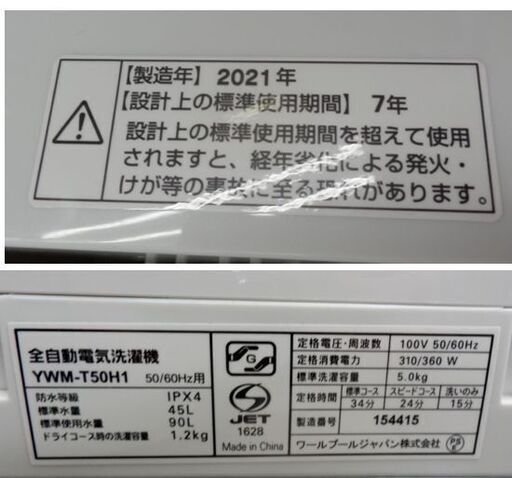 【製造年】2021年
【設計上の標準使用期間】7年
設計上の標準使用期間を超えて使用
されますと、経年劣化による発火・
けが等の事故に至る恐れがあります。
全自動電気洗濯機
YWM-T50H1 50/60Hz用
防水等級 IPX4
標準水量 45L
標準使用水量 90L
ドライコース時の洗濯容量 1.2kg
G
JET
1628
Made in China
定格電圧・周波数 100V 50/60Hz
定格消費電力 310/360 W
標準洗濯容量 5.0kg
定格時間 標準コース スピードコース 洗いのみ
34分 24分 15分
製造番号 154415
ワールプールジャパン株式会社
PS
E